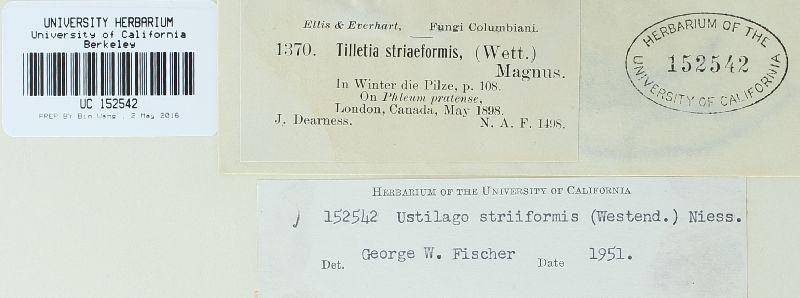 UNIVERSITY HERBARIUM
University of California
Berkeley
UC 152542
PREP BY Bin Wang , 2 May 2016
Ellis & Everhart, Fungi Columbiani.
1370. Tilletia striaeformis, (Wett.)
Magnus.
In Winter die Pilze, p. 108.
On Phleum pratense,
London, Canada, May 1898.
J. Dearness. N. A. F. 1498.
HERBARIUM OF THE
152542
UNIVERSITY OF CALIFORNIA
HERBARIUM OF THE UNIVERSITY OF CALIFORNIA
152542 Ustilago striiformis (Westend.) Niess.
Det. George W. Fischer Date 1951.